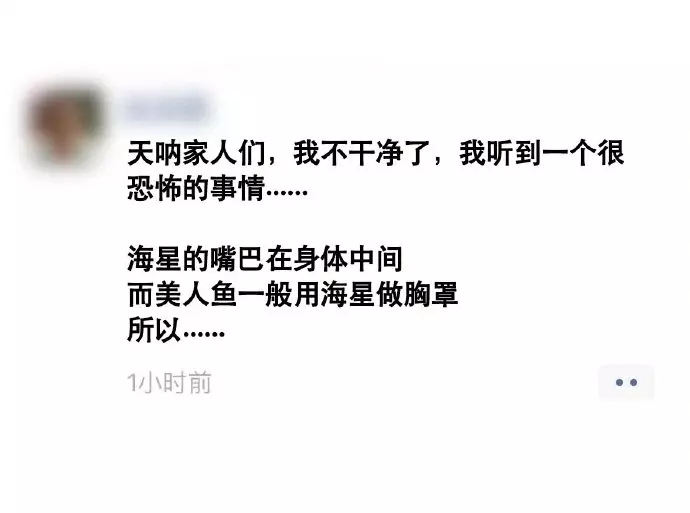 天呐家人们，我不干净了，我听到一个很
恐怖的事情......
海星的嘴巴在身体中间
而美人鱼一般用海星做胸罩
所以......
1小时前